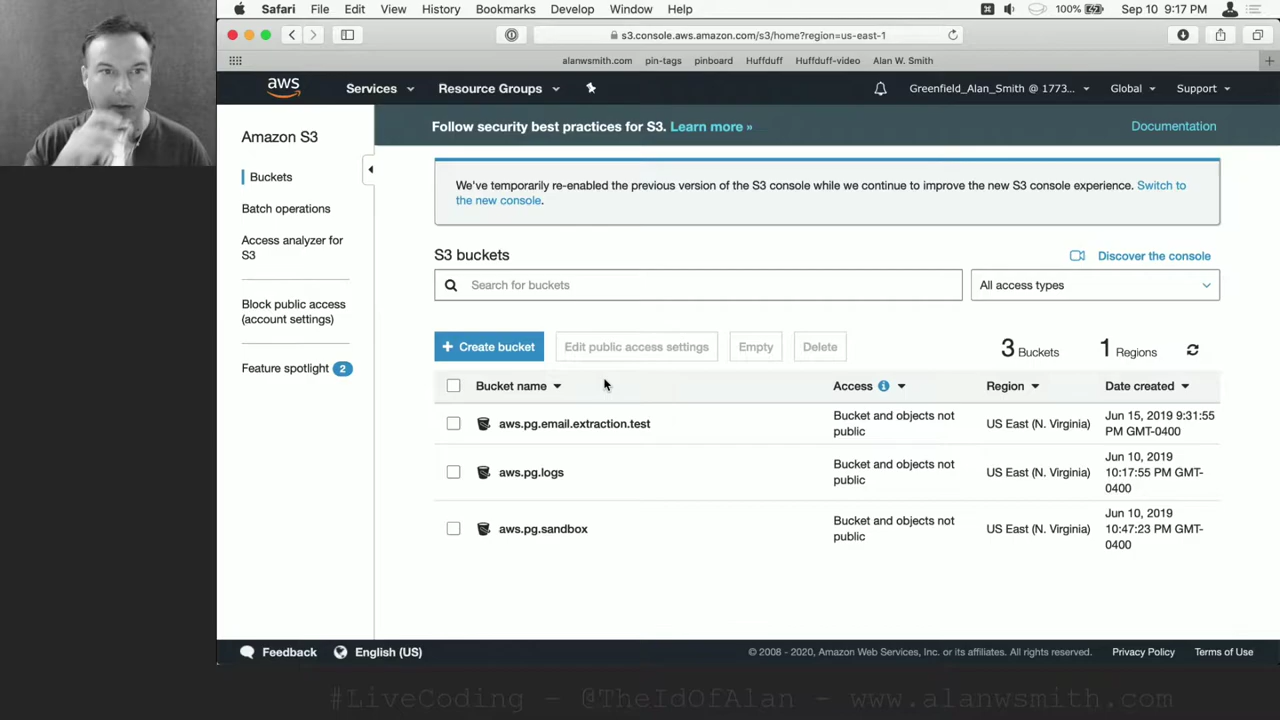 Safari File Edit View History Bookmarks Develop Window Help 100% Sep 10 9:17 PM
s3.console.aws.amazon.com/s3/home?region=us-east-1
alanwsmith.com pin-tags pinboard Huffduff Huffduff-video Alan W. Smith
aws Services Resource Groups Greenfield_Alan_Smith @ 1773... Global Support
Amazon S3
Buckets
Batch operations
Access analyzer for
S3
Block public access
(account settings)
Feature spotlight 2
Follow security best practices for S3. Learn more » Documentation
We've temporarily re-enabled the previous version of the S3 console while we continue to improve the new S3 console experience. Switch to
the new console.
S3 buckets Discover the console
Search for buckets All access types
+ Create bucket Edit public access settings Empty Delete 3 Buckets 1 Regions
Bucket name Access Region Date created
aws.pg.email.extraction.test Bucket and objects not US East (N. Virginia) Jun 15, 2019 9:31:55
public PM GMT-0400
aws.pg.logs Bucket and objects not US East (N. Virginia) Jun 10, 2019
public 10:17:55 PM GMT-
0400
aws.pg.sandbox Bucket and objects not US East (N. Virginia) Jun 10, 2019
public 10:47:23 PM GMT-
0400
Feedback English (US) © 2008 - 2020, Amazon Web Services, Inc. or its affiliates. All rights reserved. Privacy Policy Terms of Use
#LiveCoding - @TheIdOfAlan - www.alanwsmith.com